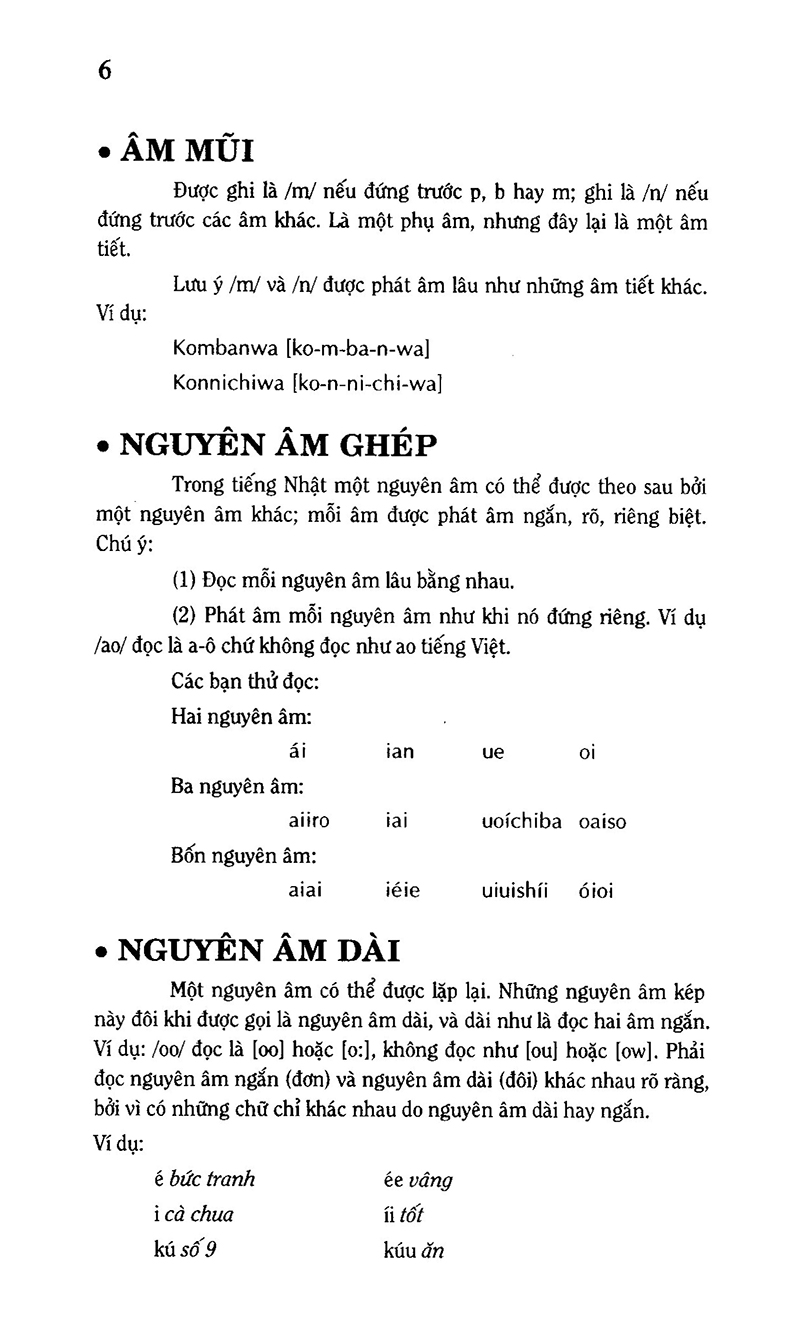 6
• ÂM MŨI
Được ghi là /m/ nếu đứng trước p, b hay m; ghi là /n/ nếu
đứng trước các âm khác. Là một phụ âm, nhưng đây lại là một âm
tiết.
Lưu ý /m/ và /n/ được phát âm lâu như những âm tiết khác.
Ví dụ:
Kombanwa [ko-m-ba-n-wa]
Konnichiwa [ko-n-ni-chi-wa]
• NGUYÊN ÂM GHÉP
Trong tiếng Nhật một nguyên âm có thể được theo sau bởi
một nguyên âm khác; mỗi âm được phát âm ngắn, rõ, riêng biệt.
Chú ý:
(1) Đọc mỗi nguyên âm lâu bằng nhau.
(2) Phát âm mỗi nguyên âm như khi nó đứng riêng. Ví dụ
/ao/ đọc là a-ô chứ không đọc như ao tiếng Việt.
Các bạn thử đọc:
Hai nguyên âm:
ái ian ue oi
Ba nguyên âm:
aiiro iai uoíchiba oaiso
Bốn nguyên âm:
aiai iéie uiuishíi óioi
• NGUYÊN ÂM DÀI
Một nguyên âm có thể được lặp lại. Những nguyên âm kép
này đôi khi được gọi là nguyên âm dài, và dài như là đọc hai âm ngắn.
Ví dụ: /oo/ đọc là [oo] hoặc [o:], không đọc như [ou] hoặc [ow]. Phải
đọc nguyên âm ngắn (đơn) và nguyên âm dài (đôi) khác nhau rõ ràng,
bởi vì có những chữ chỉ khác nhau do nguyên âm dài hay ngắn.
Ví dụ:
é bức tranh ée vâng
i cà chua íi tốt
kú số 9 kúu ăn